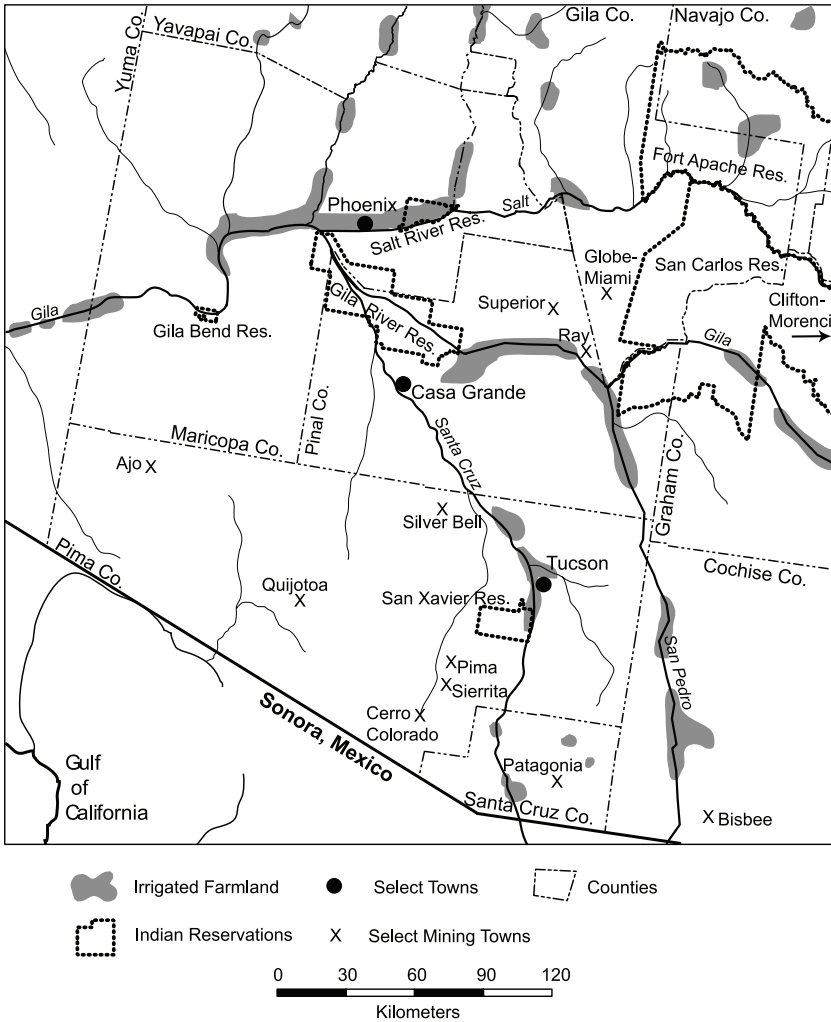 Gila Co.
Navajo Co.
Yavapai Co.
Yuma Co.
Fort Apache Res.
Phoenix
Salt
Salt River Res.
Globe-
Miami
San Carlos Res.
Clifton-
Morenci
Gila
Gila Bend Res.
Gila River Res.
Superior
Ray
Gila
Casa Grande
Pinal Co.
Maricopa Co.
Santa Cruz
Graham Co.
Ajo
Silver Bell
Pima Co.
Tucson
Cochise Co.
Quijotoa
San Xavier Res.
San Pedro
Pima
Sierrita
Sonora, Mexico
Cerro
Colorado
Gulf
of
California
Patagonia
Santa Cruz Co.
Bisbee
Irrigated Farmland
Select Towns
Counties
Indian Reservations
X Select Mining Towns
0 30 60 90 120
Kilometers